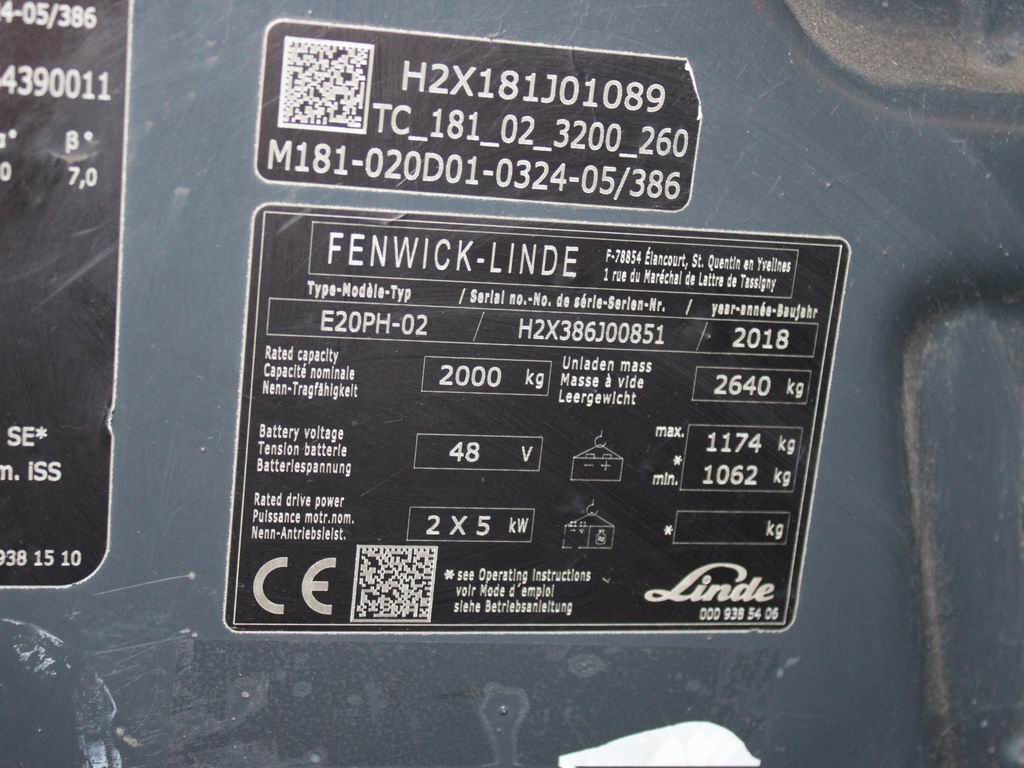 4-05/386
4390011
β°
0 7,0
SE*
m. iSS
938 15 10
H2X181J01089
TC_181_02_3200_260
M181-020D01-0324-05/386
FENWICK-LINDE
F-78854 Élancourt, St. Quentin en Yvelines
1 rue du Maréchal de Lattre de Tassigny
Type-Modèle-Typ / Serial no.-No. de série-Serien-Nr. / year-année-Baujahr
E20PH-02 / H2X386J00851 / 2018
Rated capacity
Capacité nominale
Nenn-Tragfähigkeit
2000 kg
Unladen mass
Masse à vide
Leergewicht
2640 kg
Battery voltage
Tension batterie
Batteriespannung
48 V
max. 1174 kg
*
min. 1062 kg
Rated drive power
Puissance motr.nom.
Nenn-Antriebsleist.
2 X 5 kW
* kg
CE
* see Operating Instructions
voir Mode d'emploi
siehe Betriebsanleitung
Linde
000 938 54 06